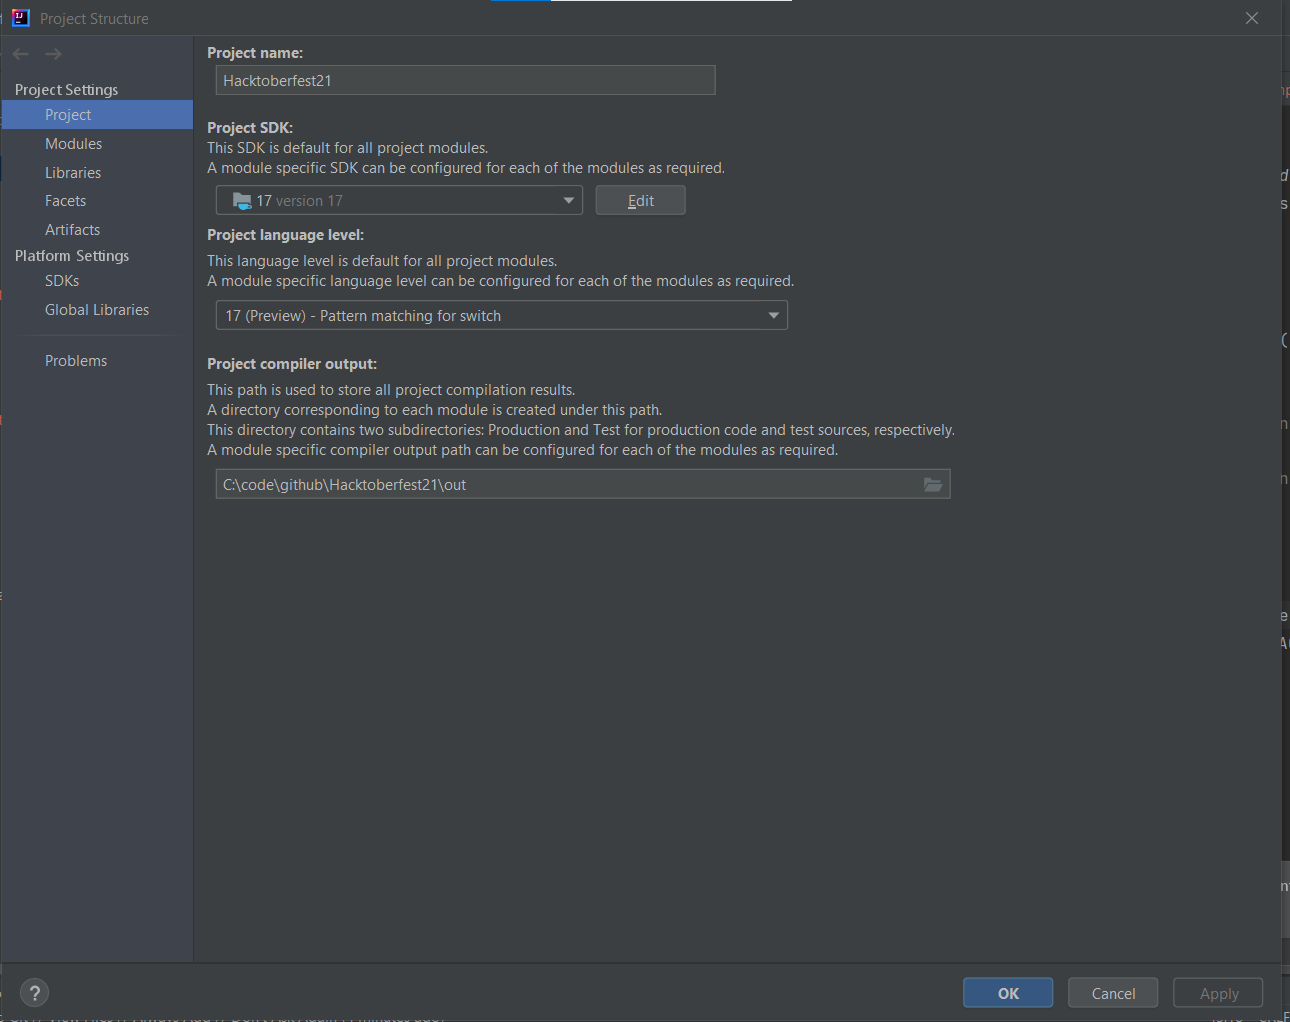 Project Structure
Project Settings
Project
Modules
Libraries
Facets
Artifacts
Platform Settings
SDKs
Global Libraries
Problems
Project name:
Hacktoberfest21
Project SDK:
This SDK is default for all project modules.
A module specific SDK can be configured for each of the modules as required.
17 version 17
Edit
Project language level:
This language level is default for all project modules.
A module specific language level can be configured for each of the modules as required.
17 (Preview) - Pattern matching for switch
Project compiler output:
This path is used to store all project compilation results.
A directory corresponding to each module is created under this path.
This directory contains two subdirectories: Production and Test for production code and test sources, respectively.
A module specific compiler output path can be configured for each of the modules as required.
C:\code\github\Hacktoberfest21\out
?
OK
Cancel
Apply